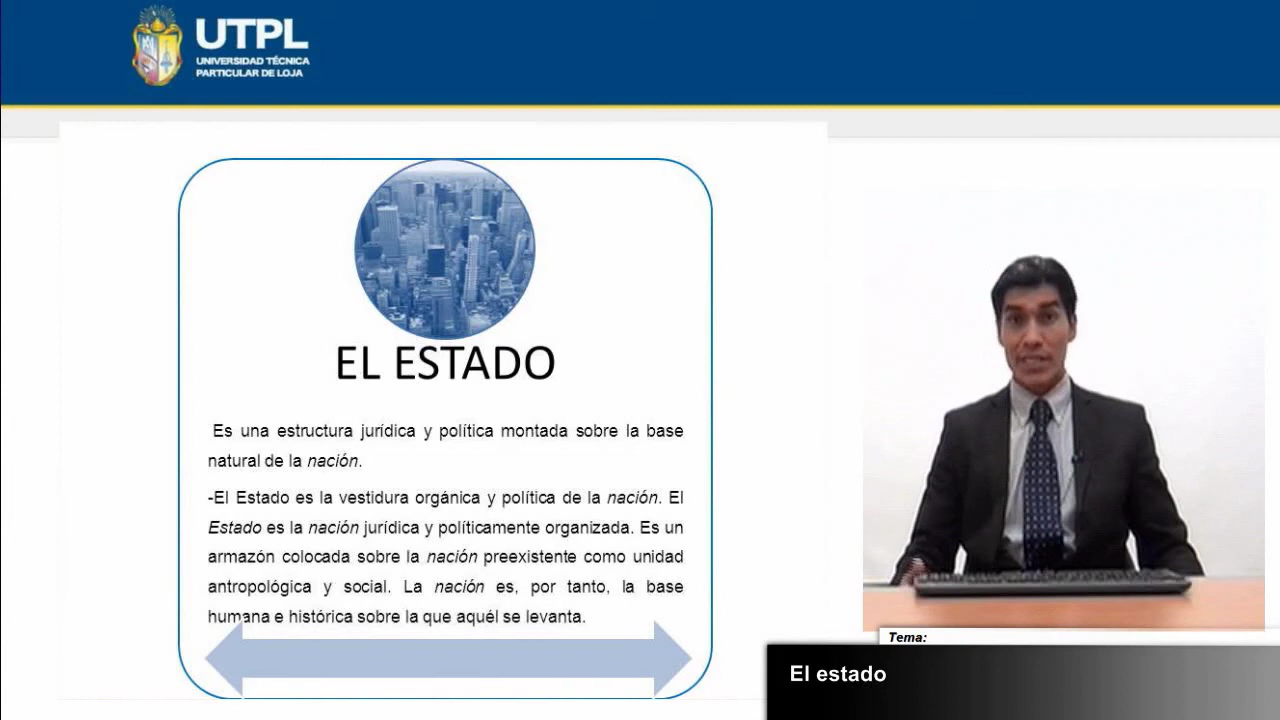 UTPL
UNIVERSIDAD TÉCNICA
PARTICULAR DE LOJA
EL ESTADO
Es una estructura jurídica y política montada sobre la base
natural de la nación.
-El Estado es la vestidura orgánica y política de la nación. El
Estado es la nación jurídica y políticamente organizada. Es un
armazón colocada sobre la nación preexistente como unidad
antropológica y social. La nación es, por tanto, la base
humana e histórica sobre la que aquél se levanta.
Tema:
El estado